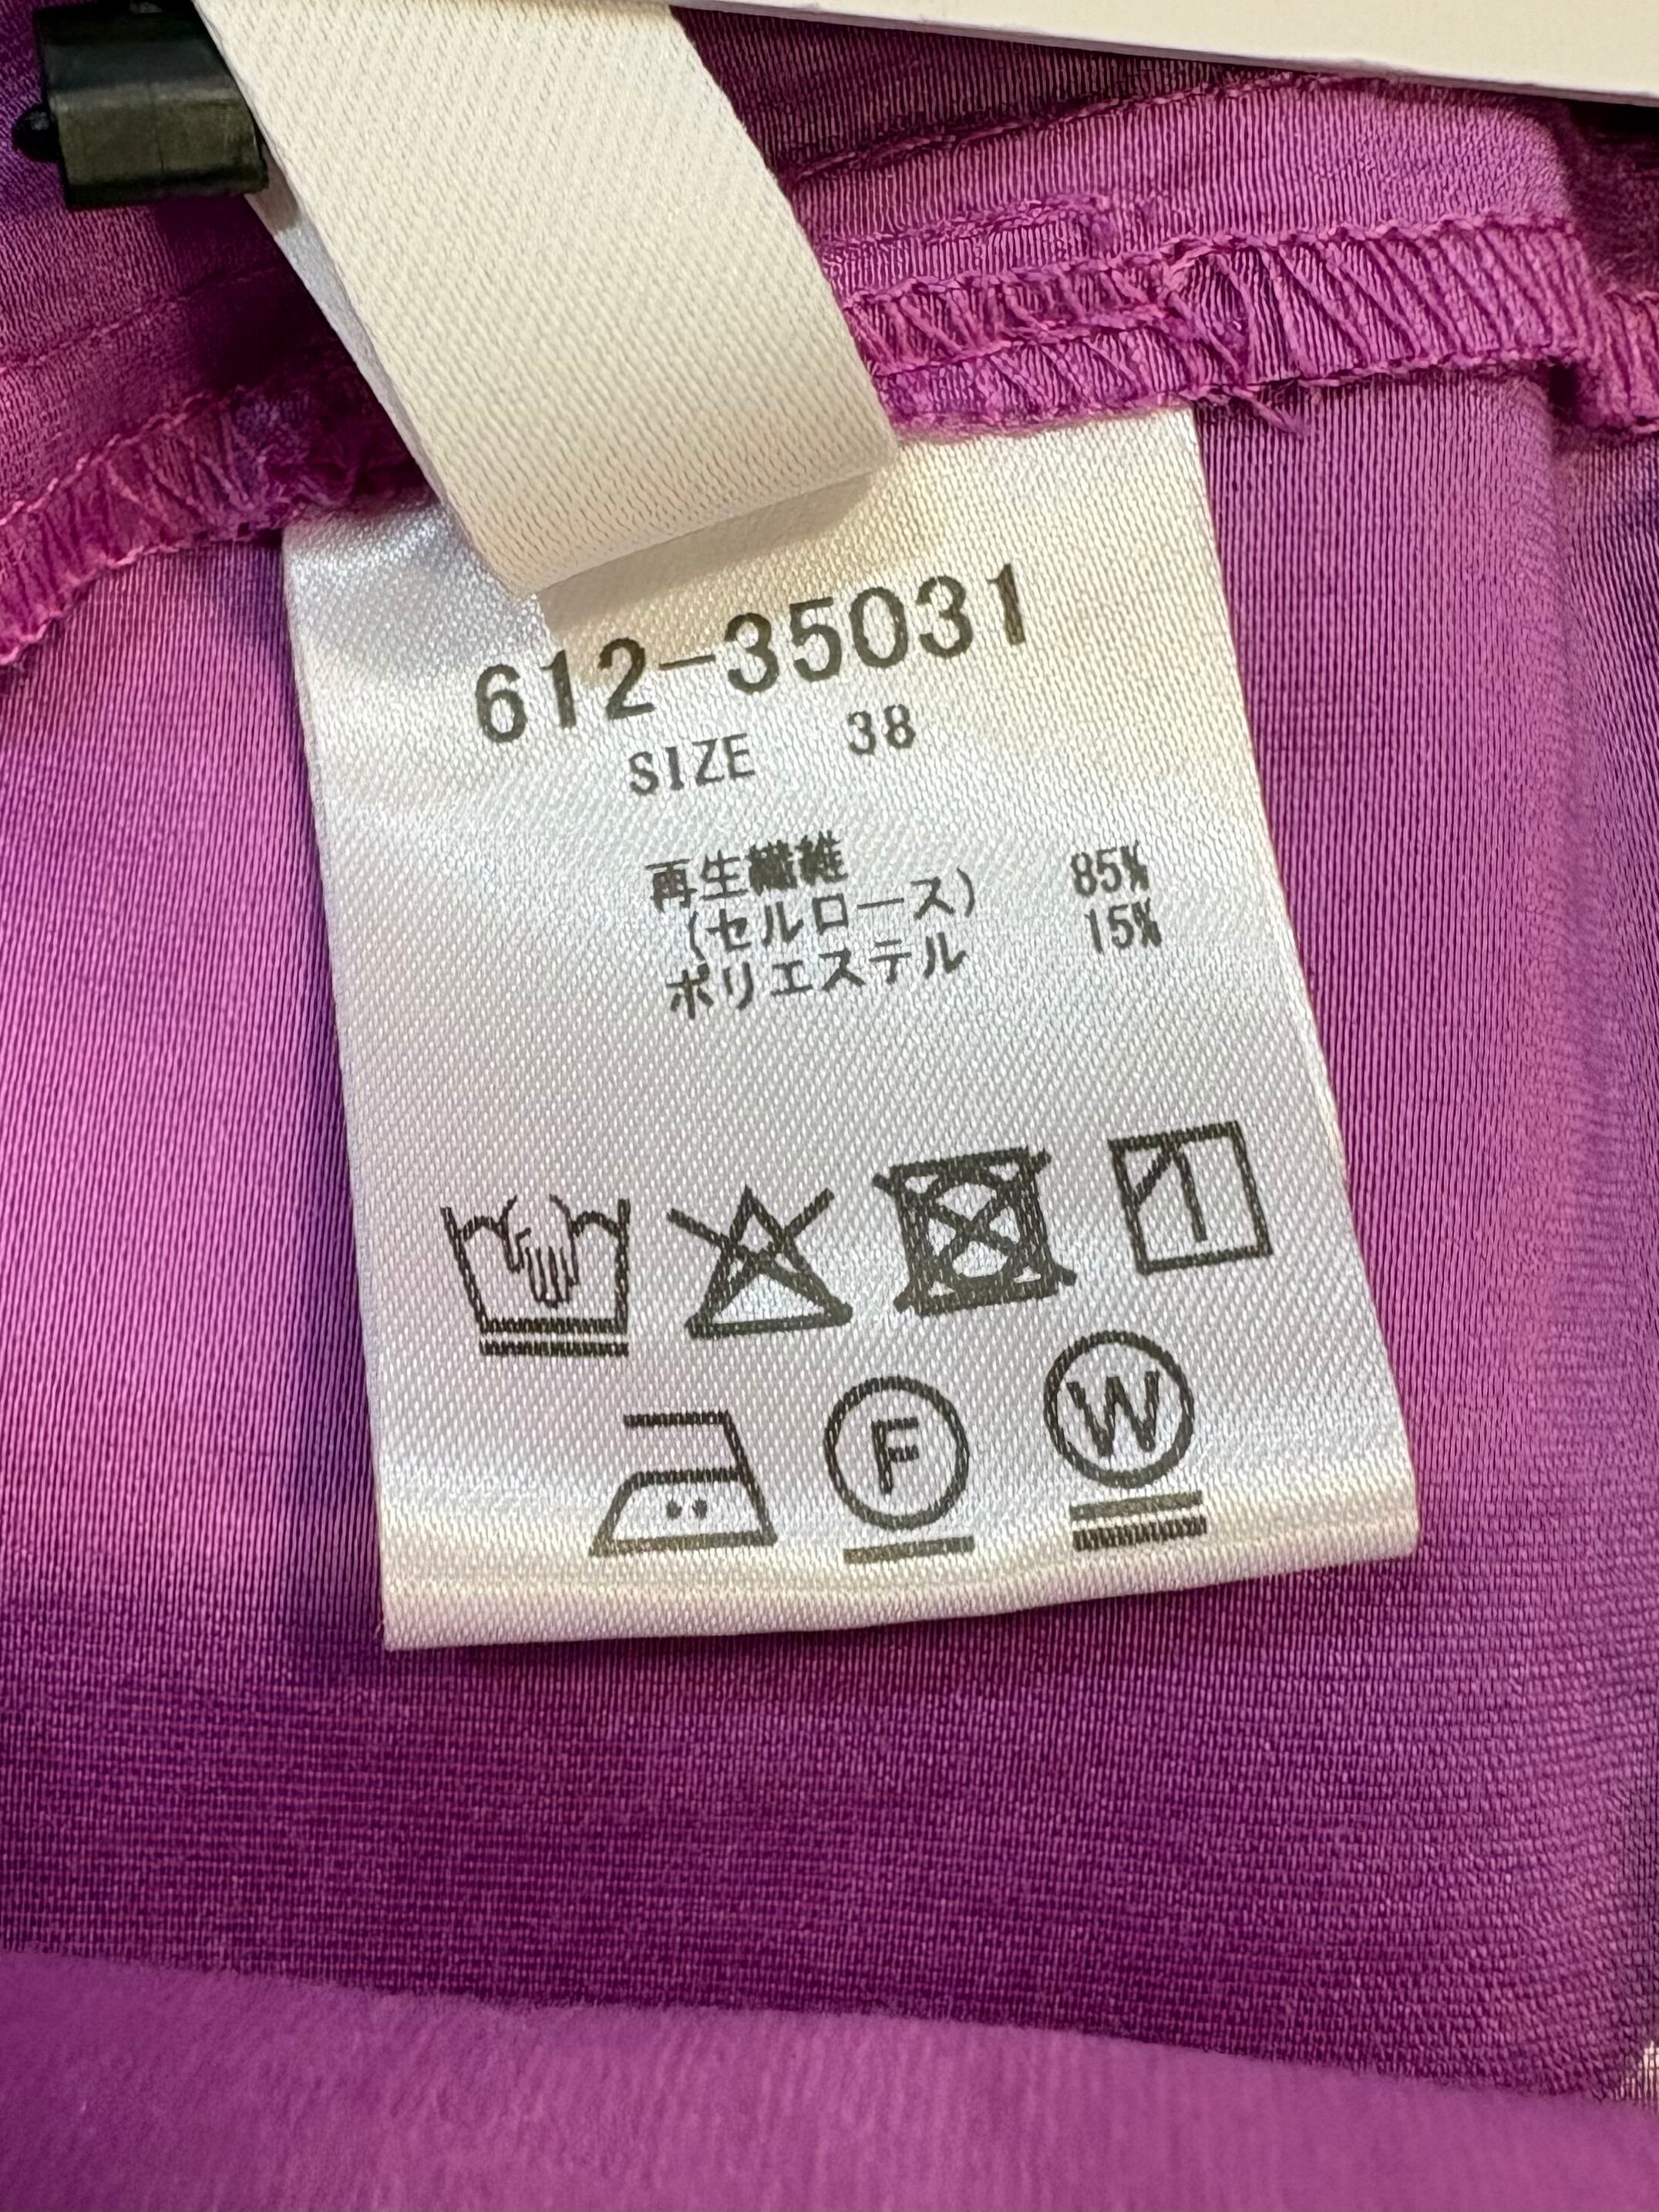 612-35031
SIZE 38
再生繊維 85%
(セルロース)
ポリエステル 15%
F
W